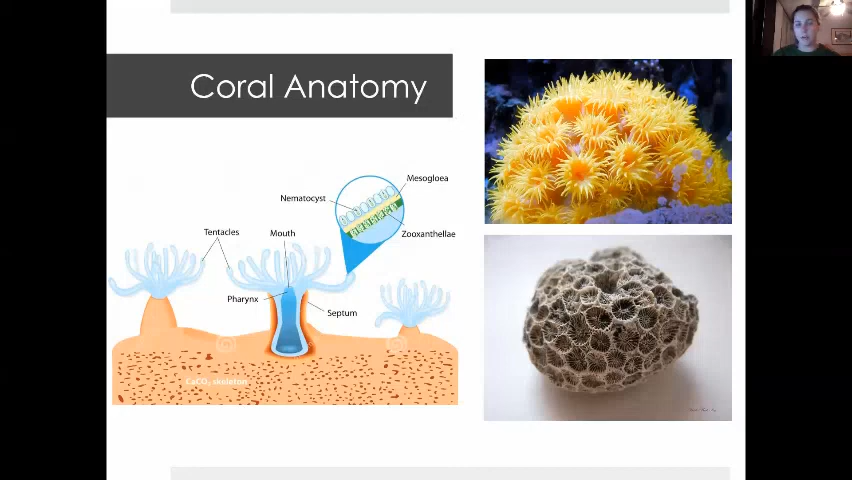 Coral Anatomy
Mesogloea
Nematocyst
Zooxanthellae
Tentacles
Mouth
Pharynx
Septum
CaCO₃ skeleton